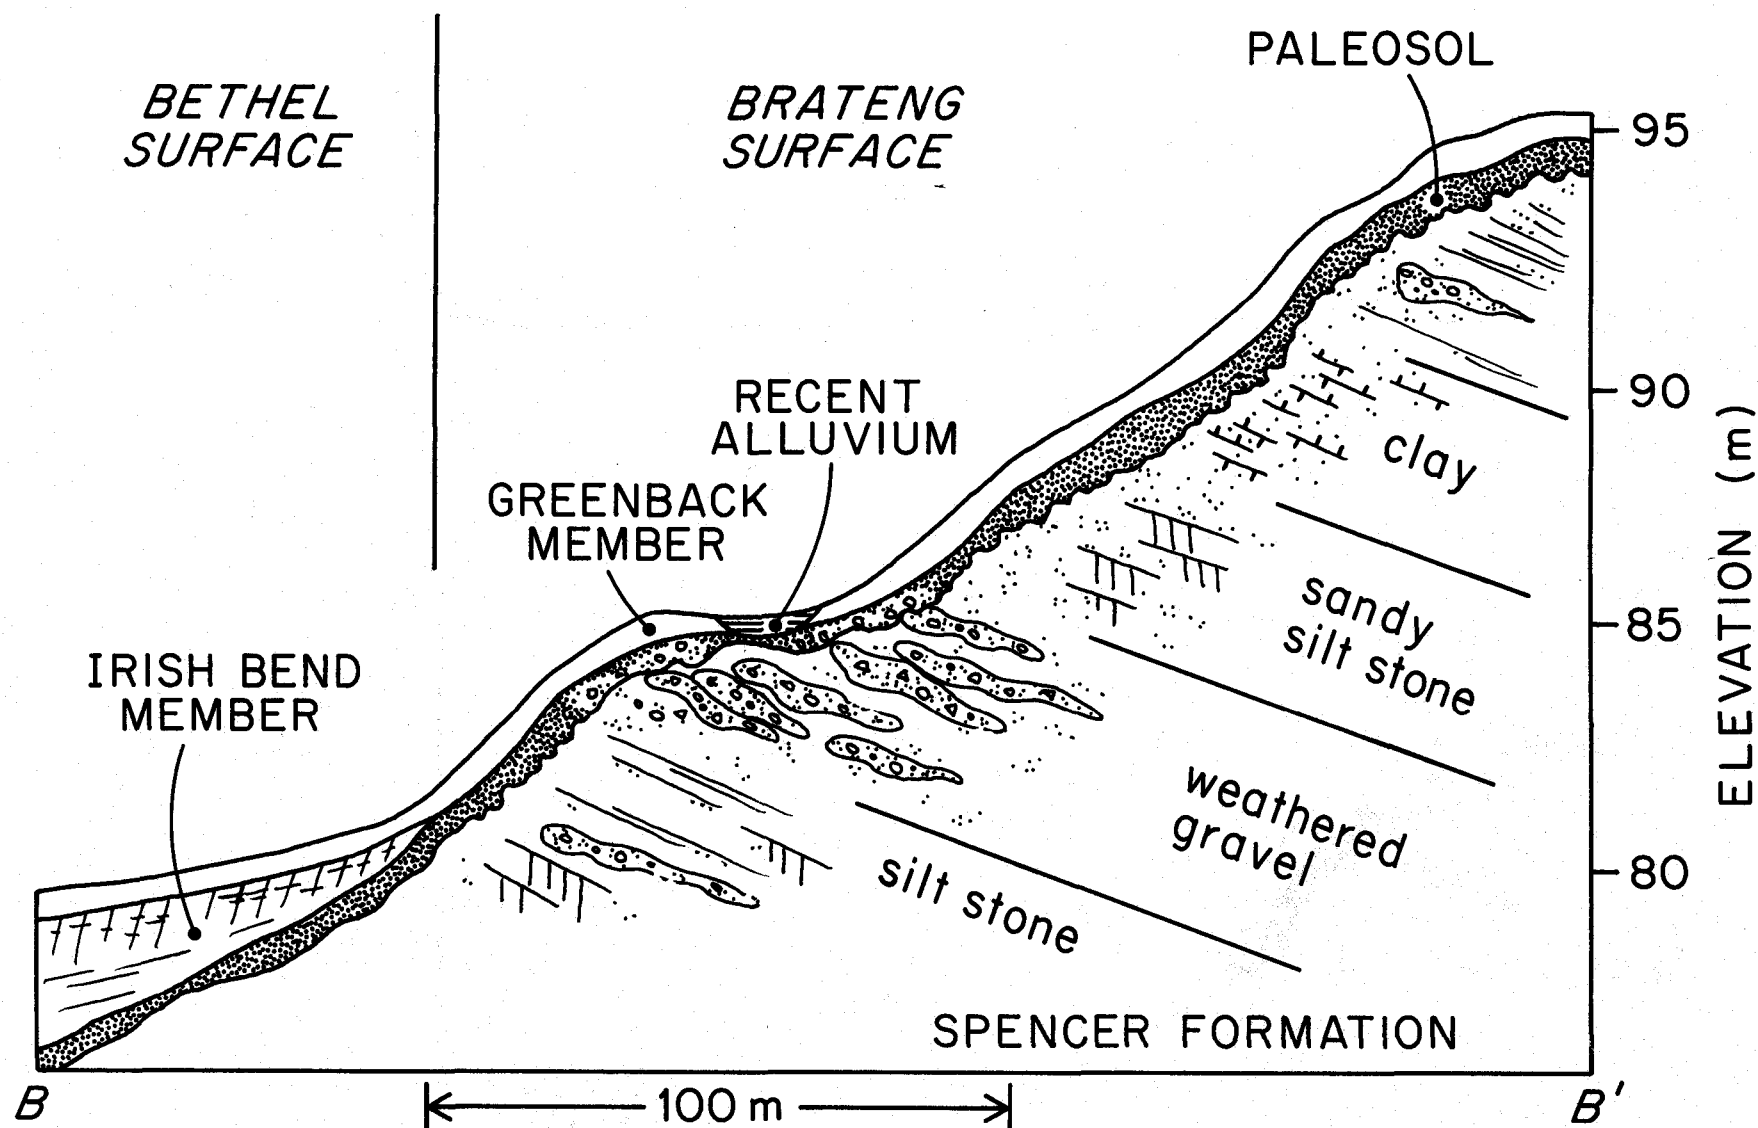 BETHEL
SURFACE
BRATENG
SURFACE
PALEOSOL
95
RECENT
ALLUVIUM
90
clay
GREENBACK
MEMBER
sandy
silt stone
85
ELEVATION (m)
IRISH BEND
MEMBER
weathered
gravel
80
silt stone
SPENCER FORMATION
B
100 m
B'